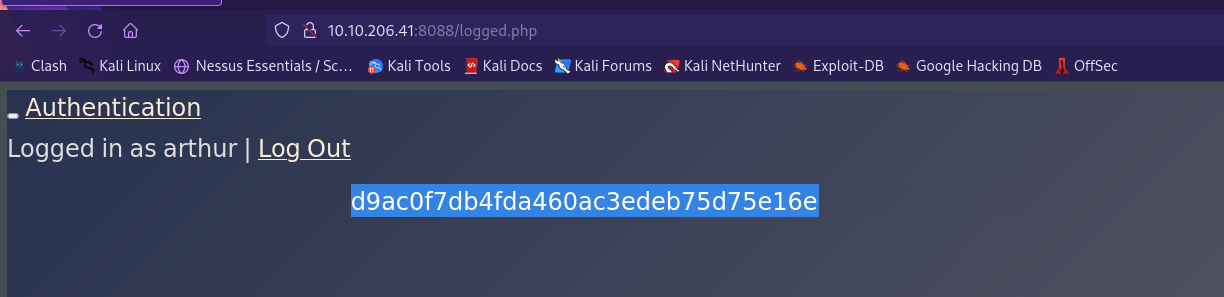 10.10.206.41:8088/logged.php
Clash Kali Linux Nessus Essentials / Sc... Kali Tools Kali Docs Kali Forums Kali NetHunter Exploit-DB Google Hacking DB OffSec
Authentication
Logged in as arthur | Log Out
d9ac0f7db4fda460ac3edeb75d75e16e